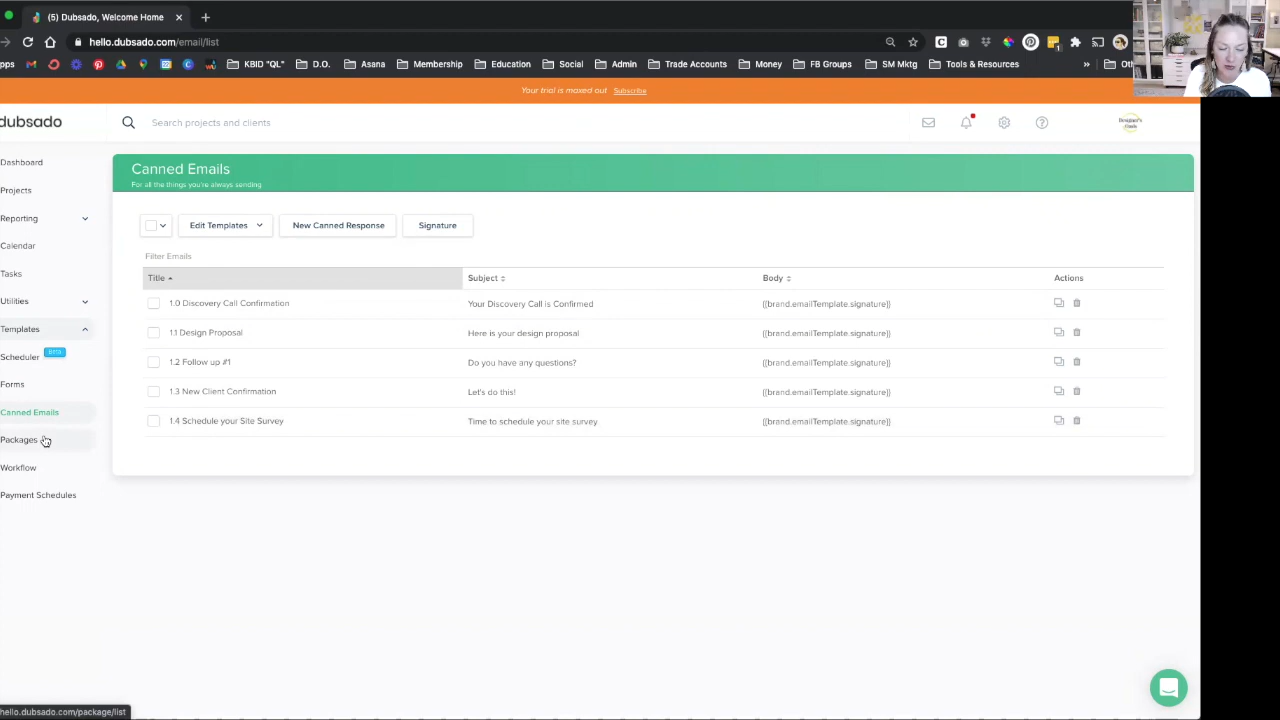 (5) Dubsado, Welcome Home
hello.dubsado.com/email/list
pps
KBID "QL"
D.O.
Asana
Membership
Education
Social
Admin
Trade Accounts
Money
FB Groups
SM Mktg
Tools & Resources
»
Your trial is maxed out Subscribe
dubsado
Search projects and clients
Dashboard
Projects
Reporting
Calendar
Tasks
Utilities
Templates
Scheduler BETA
Forms
Canned Emails
Packages
Workflow
Payment Schedules
Canned Emails
For all the things you're always sending
Edit Templates
New Canned Response
Signature
Filter Emails
Title Subject Body Actions
1.0 Discovery Call Confirmation Your Discovery Call is Confirmed {{brand.emailTemplate.signature}}
1.1 Design Proposal Here is your design proposal {{brand.emailTemplate.signature}}
1.2 Follow up #1 Do you have any questions? {{brand.emailTemplate.signature}}
1.3 New Client Confirmation Let's do this! {{brand.emailTemplate.signature}}
1.4 Schedule your Site Survey Time to schedule your site survey {{brand.emailTemplate.signature}}
hello.dubsado.com/package/list